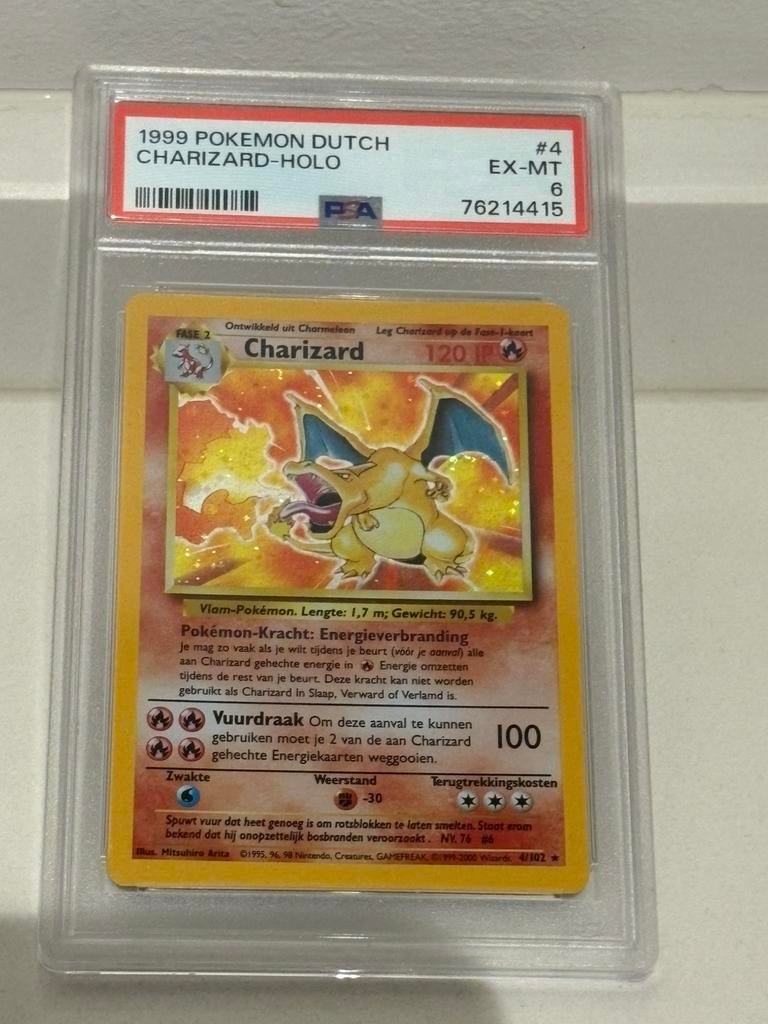 1999 POKEMON DUTCH #4
CHARIZARD-HOLO EX-MT
6
PSA 76214415
FASE 2 Ontwikkeld uit Charmeleon Leg Charizard op de Fase-1-kaart
Charizard 120 IP
Vlam-Pokémon. Lengte: 1,7 m; Gewicht: 90,5 kg.
Pokémon-Kracht: Energieverbranding
Je mag zo vaak als je wilt tijdens je beurt (vóór je aanval) alle
aan Charizard gehechte energie in Energie omzetten
tijdens de rest van je beurt. Deze kracht kan niet worden
gebruikt als Charizard In Slaap, Verward of Verlamd is.
Vuurdraak Om deze aanval te kunnen
gebruiken moet je 2 van de aan Charizard 100
gehechte Energiekaarten weggooien.
Zwakte Weerstand Terugtrekkingskosten
-30
Spuwt vuur dat heet genoeg is om rotsblokken te laten smelten. Staat erom
bekend dat hij onopzettelijk bosbranden veroorzaakt. NV. 76 #6
Illus. Mitsuhiro Arita ©1995, 96, 98 Nintendo, Creatures, GAMEFREAK. ©1999-2000 Wizards. 4/102 ★